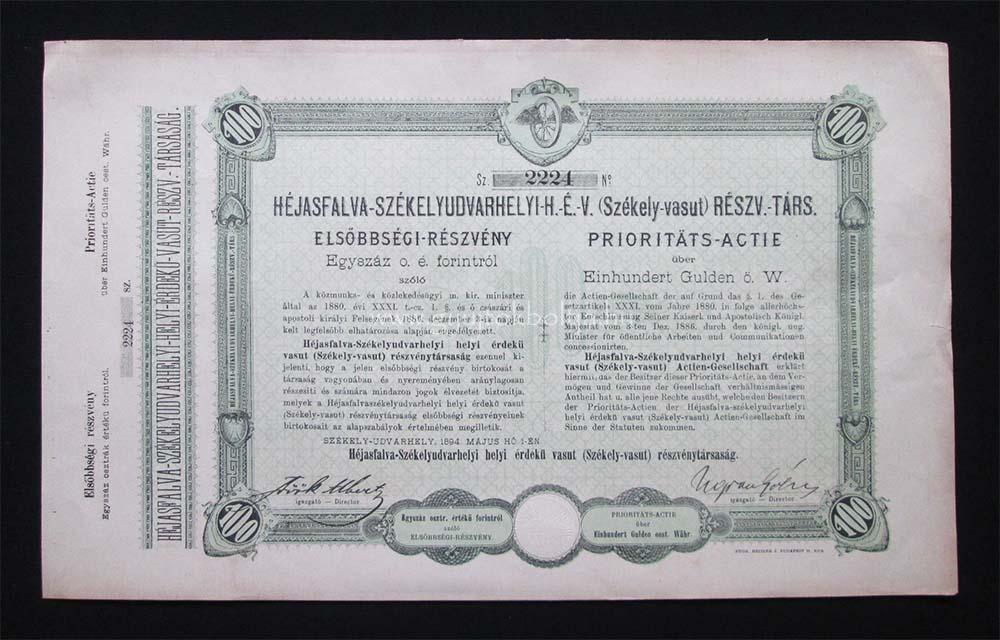 100
100
Sz. 2224 Nº
HÉJASFALVA-SZÉKELYUDVARHELYI-H.-É.-V. (Székely-vasut) RÉSZV.-TÁRS.
ELSŐBBSÉGI-RÉSZVÉNY
Egyszáz o. é. forintról
szóló
A közmunka- és közlekedésügyi m. kir. miniszter
által az 1880. évi XXXI. t.-cz. 1. §. és ő császári és
apostoli királyi Felségének 1886. deczember 3-ik napján
kelt legfelsőbb elhatározása alapján engedélyezett.
Héjasfalva-Székelyudvarhelyi helyi érdekü
vasut (Székely-vasut) részvénytársaság ezennel ki-
jelenti, hogy a jelen elsőbbségi részvény birtokosát a
társaság vagyonában és nyereményében aránylagosan
részesíti és számára mindazon jogok élvezetét biztosítja,
melyek a Héjasfalvaszékelyudvarhelyi helyi érdekü vasut
(Székely-vasut) részvénytársaság elsőbbségi részvényeinek
birtokosait az alapszabályok értelmében megilletik.
PRIORITÄTS-ACTIE
über
Einhundert Gulden ö. W.
die Actien-Gesellschaft der auf Grund des §. 1. des Ge-
setzartikels XXXI. vom Jahre 1880, in folge allerhöchs-
Seiner Kaiserl. und Apostolisch Königl.
Majestät vom 3-ten Dez. 1886. durch den königl. ung.
Minister für öffentliche Arbeiten und Communikationen
concessionirten.
Héjasfalva-Székelyudvarhelyi helyi érdekü
vasut (Székely-vasut) Actien-Gesellschaft erklärt
hiermit, das der Besitzer dieser Prioritäts-Actie, an dem Ver-
mögen und Gewinne der Gesellschaft verhältnismässigen
Antheil hat u. alle jene Rechte ausübt, welche den Besitzern
der Prioritäts-Actien der Héjasfalva-székelyudvarhelyi
helyi érdekü vasut (Székely-vasut) Actien-Gesellschaft im
Sinne der Statuten zukommen.
SZÉKELY-UDVARHELY, 1894. MÁJUS HÓ 1-ÉN.
Héjasfalva-Székelyudvarhelyi helyi érdekü vasut (Székely-vasut) részvénytársaság.
igazgató — Director.
igazgató — Director.
100
100
Egyszáz osztr. értékü forintról
szóló
ELSŐBBSÉGI-RÉSZVÉNY.
PRIORITÄTS-ACTIE
über
Einhundert Gulden oest. Währ.
Elsőbbségi részvény
Egyszáz osztrák értékü forintról.
2224 SZ.
Prioritäts-Actie
über Einhundert Gulden oest. Währ.
HÉJASFALVA-SZÉKELYUDVARHELYI-HELYI-ÉRDEKÜ-VASUT-RÉSZV.-TÁRSASÁG.